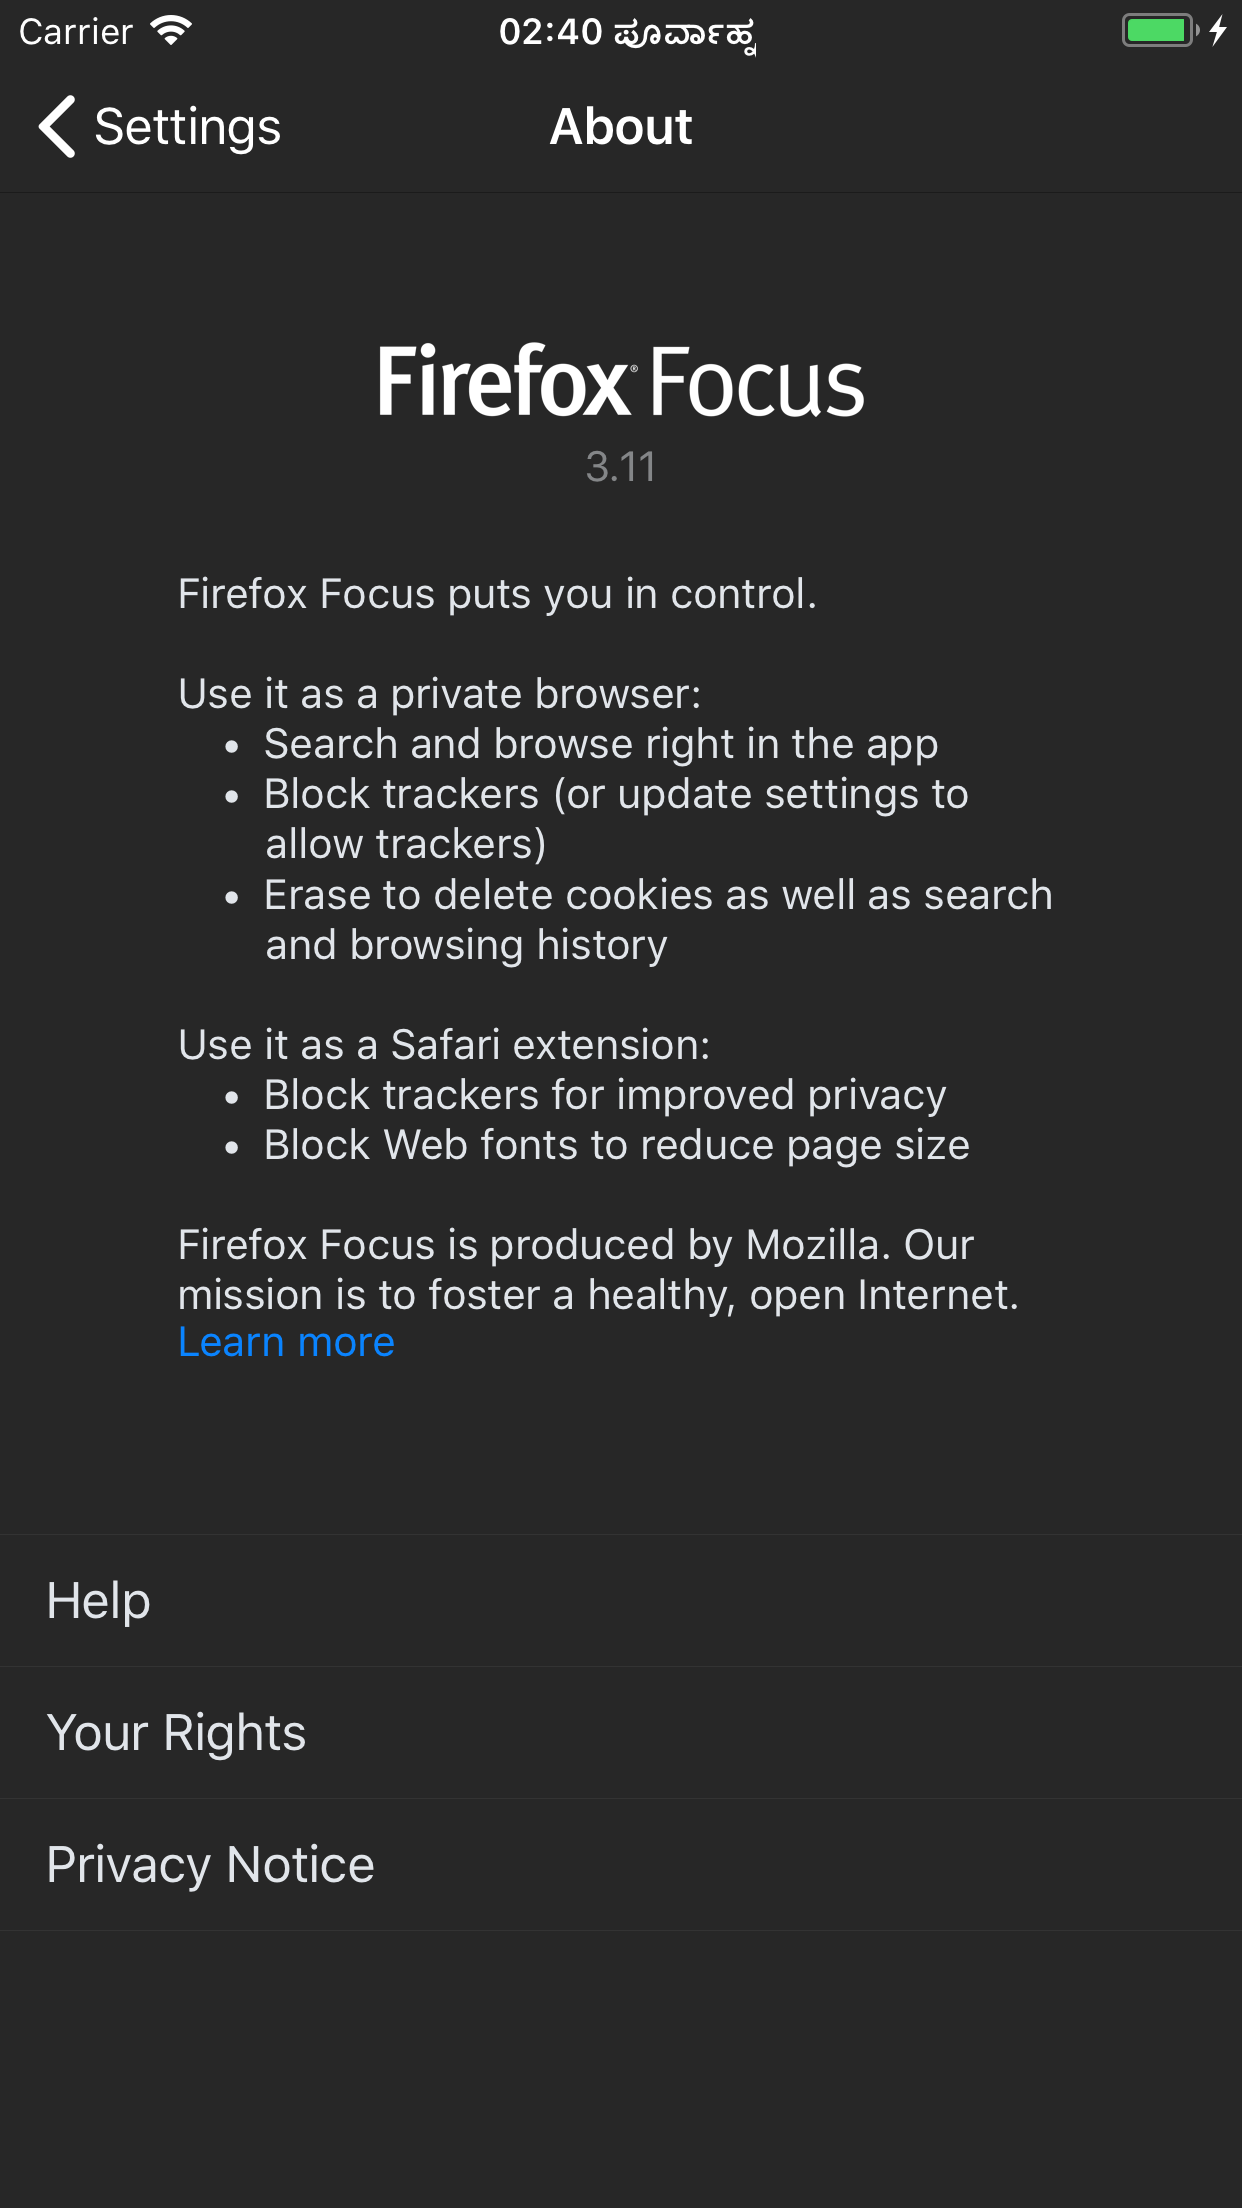 Carrier 02:40 ಪೂರ್ವಾಹ್ನ
Settings About
Firefox® Focus
3.11
Firefox Focus puts you in control.
Use it as a private browser:
• Search and browse right in the app
• Block trackers (or update settings to
allow trackers)
• Erase to delete cookies as well as search
and browsing history
Use it as a Safari extension:
• Block trackers for improved privacy
• Block Web fonts to reduce page size
Firefox Focus is produced by Mozilla. Our
mission is to foster a healthy, open Internet.
Learn more
Help
Your Rights
Privacy Notice